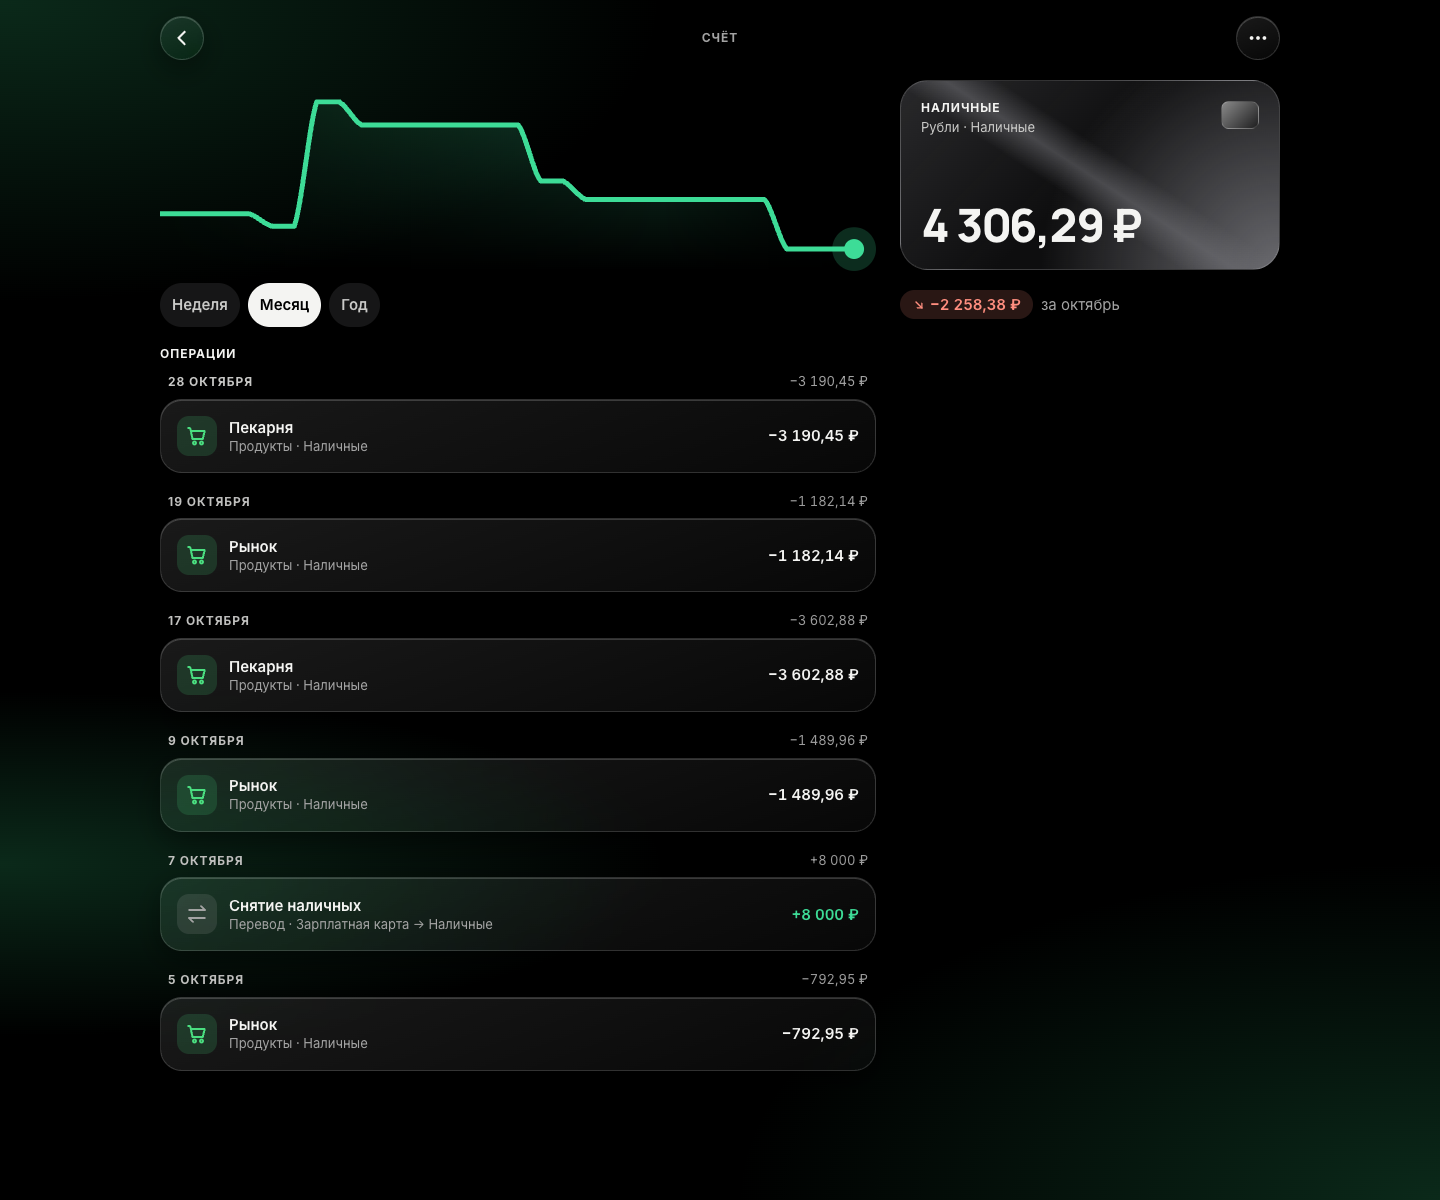 СЧЁТ
НАЛИЧНЫЕ
Рубли · Наличные
4 306,29 ₽
Неделя
Месяц
Год
↘ −2 258,38 ₽ за октябрь
ОПЕРАЦИИ
28 ОКТЯБРЯ −3 190,45 ₽
Пекарня
Продукты · Наличные
−3 190,45 ₽
19 ОКТЯБРЯ −1 182,14 ₽
Рынок
Продукты · Наличные
−1 182,14 ₽
17 ОКТЯБРЯ −3 602,88 ₽
Пекарня
Продукты · Наличные
−3 602,88 ₽
9 ОКТЯБРЯ −1 489,96 ₽
Рынок
Продукты · Наличные
−1 489,96 ₽
7 ОКТЯБРЯ +8 000 ₽
Снятие наличных
Перевод · Зарплатная карта → Наличные
+8 000 ₽
5 ОКТЯБРЯ −792,95 ₽
Рынок
Продукты · Наличные
−792,95 ₽